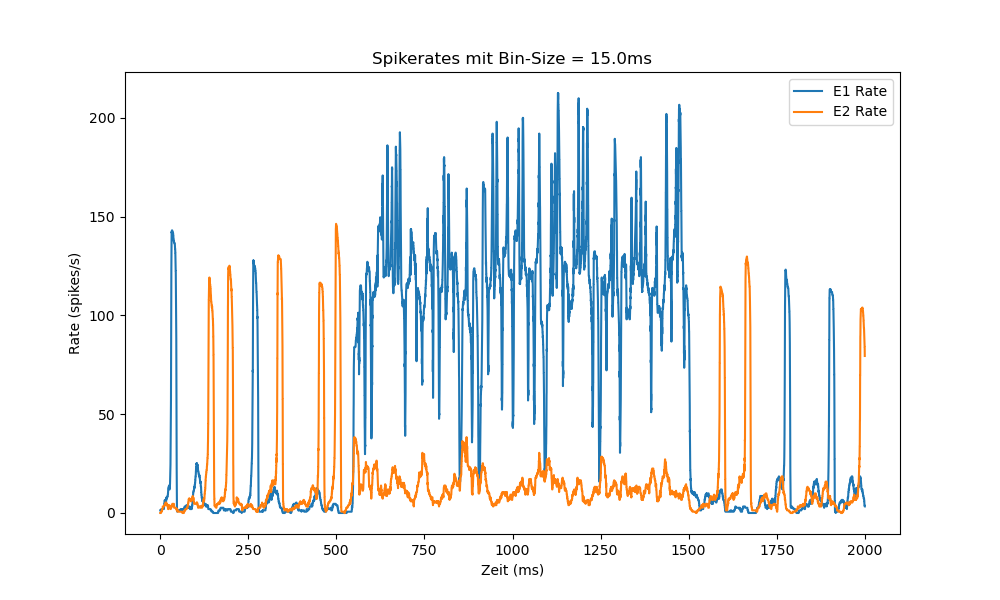 Spikerates mit Bin-Size = 15.0ms
E1 Rate
E2 Rate
Rate (spikes/s)
200
150
100
50
0
0 250 500 750 1000 1250 1500 1750 2000
Zeit (ms)